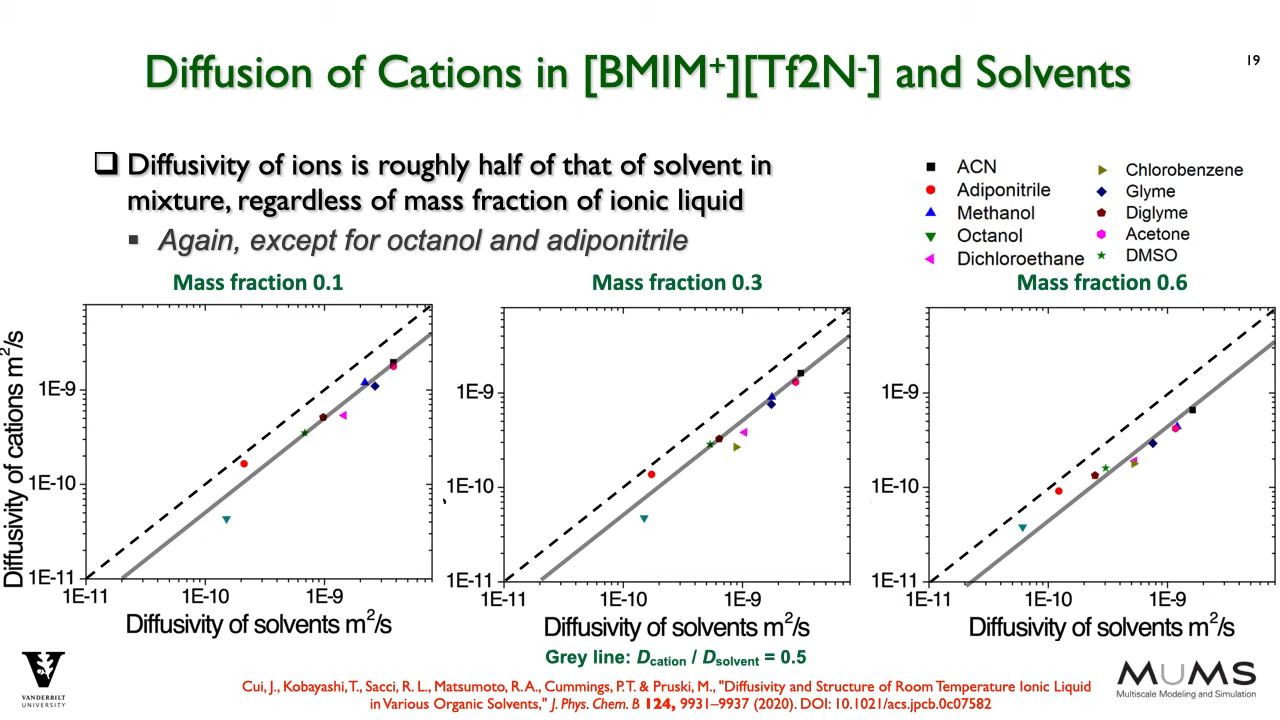 Diffusion of Cations in [BMIM⁺][Tf2N⁻] and Solvents
19
❑ Diffusivity of ions is roughly half of that of solvent in
mixture, regardless of mass fraction of ionic liquid
▪ Again, except for octanol and adiponitrile
ACN
Adiponitrile
Methanol
Octanol
Dichloroethane
Chlorobenzene
Glyme
Diglyme
Acetone
DMSO
Mass fraction 0.1
Diffusivity of cations m²/s
1E-9
1E-10
1E-11
1E-11 1E-10 1E-9
Diffusivity of solvents m²/s
Mass fraction 0.3
1E-9
1E-10
1E-11
1E-11 1E-10 1E-9
Diffusivity of solvents m²/s
Mass fraction 0.6
1E-9
1E-10
1E-11
1E-11 1E-10 1E-9
Diffusivity of solvents m²/s
Grey line: Dcation / Dsolvent = 0.5
VANDERBILT
UNIVERSITY
Cui, J., Kobayashi, T., Sacci, R. L., Matsumoto, R.A., Cummings, P.T. & Pruski, M., "Diffusivity and Structure of Room Temperature Ionic Liquid
in Various Organic Solvents," J. Phys. Chem. B 124, 9931–9937 (2020). DOI: 10.1021/acs.jpcb.0c07582
MUMS
Multiscale Modeling and Simulation